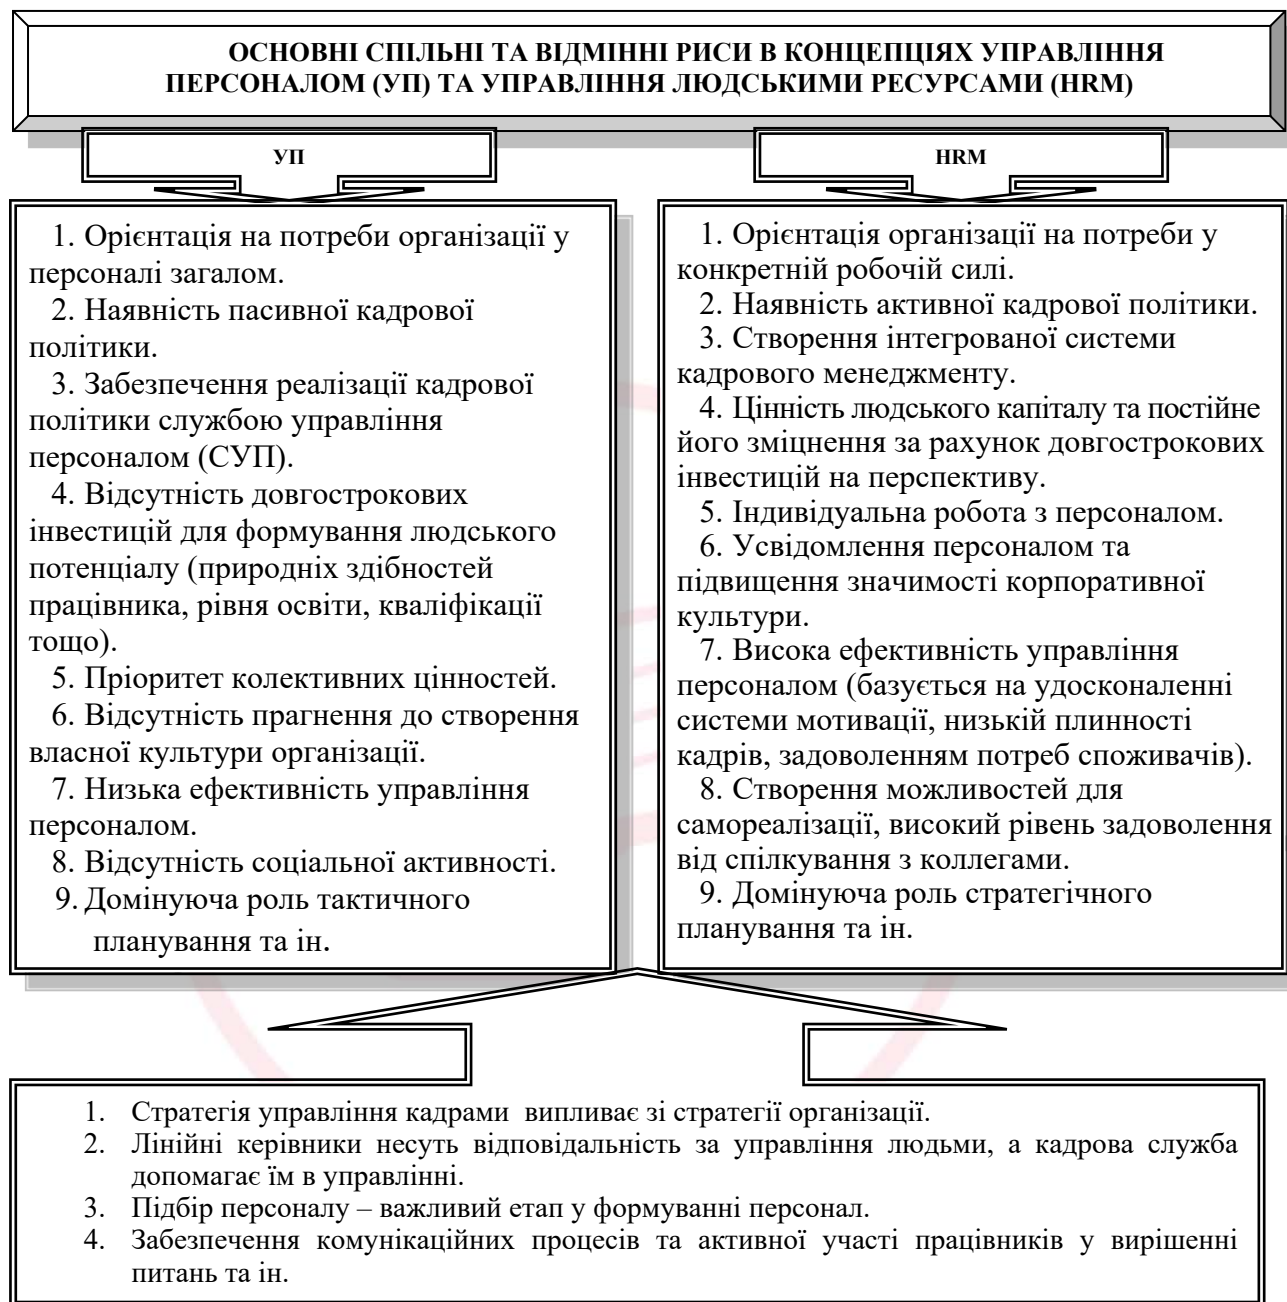 ОСНОВНІ СПІЛЬНІ ТА ВІДМІННІ РИСИ В КОНЦЕПЦІЯХ УПРАВЛІННЯ
ПЕРСОНАЛОМ (УП) ТА УПРАВЛІННЯ ЛЮДСЬКИМИ РЕСУРСАМИ (HRM)
УП
1. Орієнтація на потреби організації у
персоналі загалом.
2. Наявність пасивної кадрової
політики.
3. Забезпечення реалізації кадрової
політики службою управління
персоналом (СУП).
4. Відсутність довгострокових
інвестицій для формування людського
потенціалу (природніх здібностей
працівника, рівня освіти, кваліфікації
тощо).
5. Пріоритет колективних цінностей.
6. Відсутність прагнення до створення
власної культури організації.
7. Низька ефективність управління
персоналом.
8. Відсутність соціальної активності.
9. Домінуюча роль тактичного
планування та ін.
HRM
1. Орієнтація організації на потреби у
конкретній робочій силі.
2. Наявність активної кадрової політики.
3. Створення інтегрованої системи
кадрового менеджменту.
4. Цінність людського капіталу та постійне
його зміцнення за рахунок довгострокових
інвестицій на перспективу.
5. Індивідуальна робота з персоналом.
6. Усвідомлення персоналом та
підвищення значимості корпоративної
культури.
7. Висока ефективність управління
персоналом (базується на удосконаленні
системи мотивації, низькій плинності
кадрів, задоволенням потреб споживачів).
8. Створення можливостей для
самореалізації, високий рівень задоволення
від спілкування з коллегами.
9. Домінуюча роль стратегічного
планування та ін.
1. Стратегія управління кадрами випливає зі стратегії організації.
2. Лінійні керівники несуть відповідальність за управління людьми, а кадрова служба
допомагає їм в управлінні.
3. Підбір персоналу – важливий етап у формуванні персонал.
4. Забезпечення комунікаційних процесів та активної участі працівників у вирішенні
питань та ін.